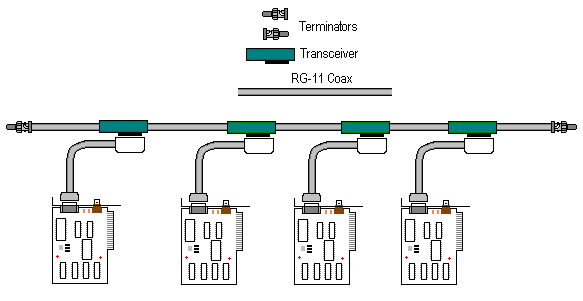 Terminators
Transceiver
RG-11 Coax